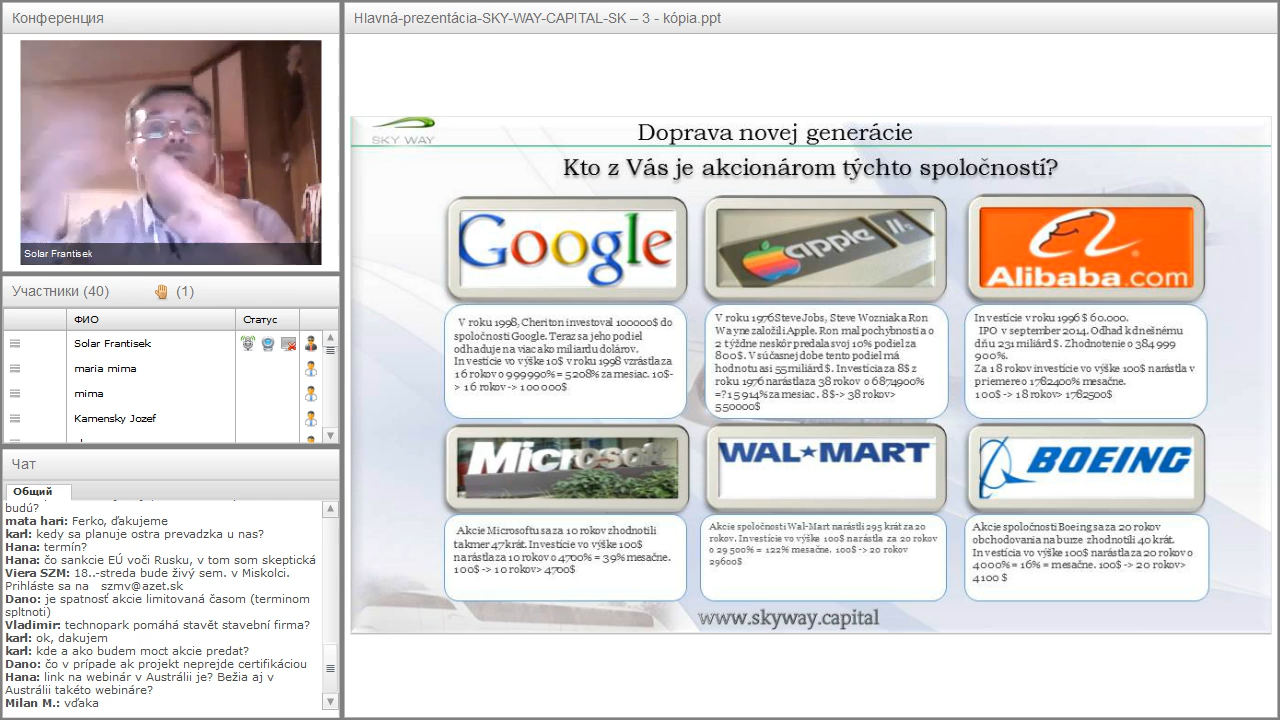 Конференция
Solar Frantisek
Участники (40)
(1)
ФИО
Статус
Solar Frantisek
maria mima
mima
Kamensky Jozef
Чат
Общий
budú?
mata hari: Ferko, ďakujeme
karl: kedy sa planuje ostra prevadzka u nas?
Hana: termín?
Hana: čo sankcie EÚ voči Rusku, v tom som skeptická
Viera SZM: 18..-streda bude živý sem. v Miskolci.
Prihláste sa na szmv@azet.sk
Dano: je spatnosť akcie limitovaná časom (terminom
spltnoti)
Vladimir: technopark pomáhá stavět stavební firma?
karl: ok, dakujem
karl: kde a ako budem moct akcie predat?
Dano: čo v prípade ak projekt neprejde certifikáciou
Hana: link na webinár v Austrálii je? Bežia aj v
Austrálii takéto webináre?
Milan M.: vďaka
Hlavná-prezentácia-SKY-WAY-CAPITAL-SK – 3 - kópia.ppt
SKY WAY
Doprava novej generácie
Kto z Vás je akcionárom týchto spoločností?
Google
apple
Alibaba.com
V roku 1998, Cheriton investoval 100000$ do
spoločnosti Google. Teraz sa jeho podiel
odhaduje na viac ako miliardu dolárov.
Investície vo výške 10$ v roku 1998 vzrástla za
16 rokov o 999990% = 5208% za mesiac. 10$-
> 16 rokov -> 100 000$
V roku 1976 Steve Jobs, Steve Wozniak a Ron
Wayne založili Apple. Ron mal pochybnosti a o
2 týždne neskôr predala svoj 10% podiel za
800$. V súčasnej dobe tento podiel má
hodnotu asi 55 miliárd $. Investícia za 8$ z
roku 1976 narástla za 38 rokov o 6874900%
=?15 914% za mesiac. 8$-> 38 rokov>
550000$
Investície v roku 1996 $ 60.000.
IPO v september 2014. Odhad k dnešnému
dňu 231 miliárd $. Zhodnotenie o 384 999
900%.
Za 18 rokov investície vo výške 100$ narástla v
priemere o 1762400% mesačne.
100$ -> 18 rokov> 1762500$
Microsoft
WAL★MART
BOEING
Akcie Microsoftu sa za 10 rokov zhodnotili
takmer 47 krát. Investície vo výške 100$
narástla za 10 rokov o 4700% = 39% mesačne.
100$ -> 10 rokov> 4700$
Akcie spoločnosti Wal-Mart narástli 295 krát za 20
rokov. Investície vo výške 100$ narástla za 20 rokov
o 29 500% = 122% mesačne. 100$ -> 20 rokov
29600$
Akcie spoločnosti Boeing sa za 20 rokov
obchodovania na burze zhodnotili 40 krát.
Investícia vo výške 100$ narástla za 20 rokov o
4000% = 16% = mesačne. 100$ -> 20 rokov>
4100 $
www.skyway.capital